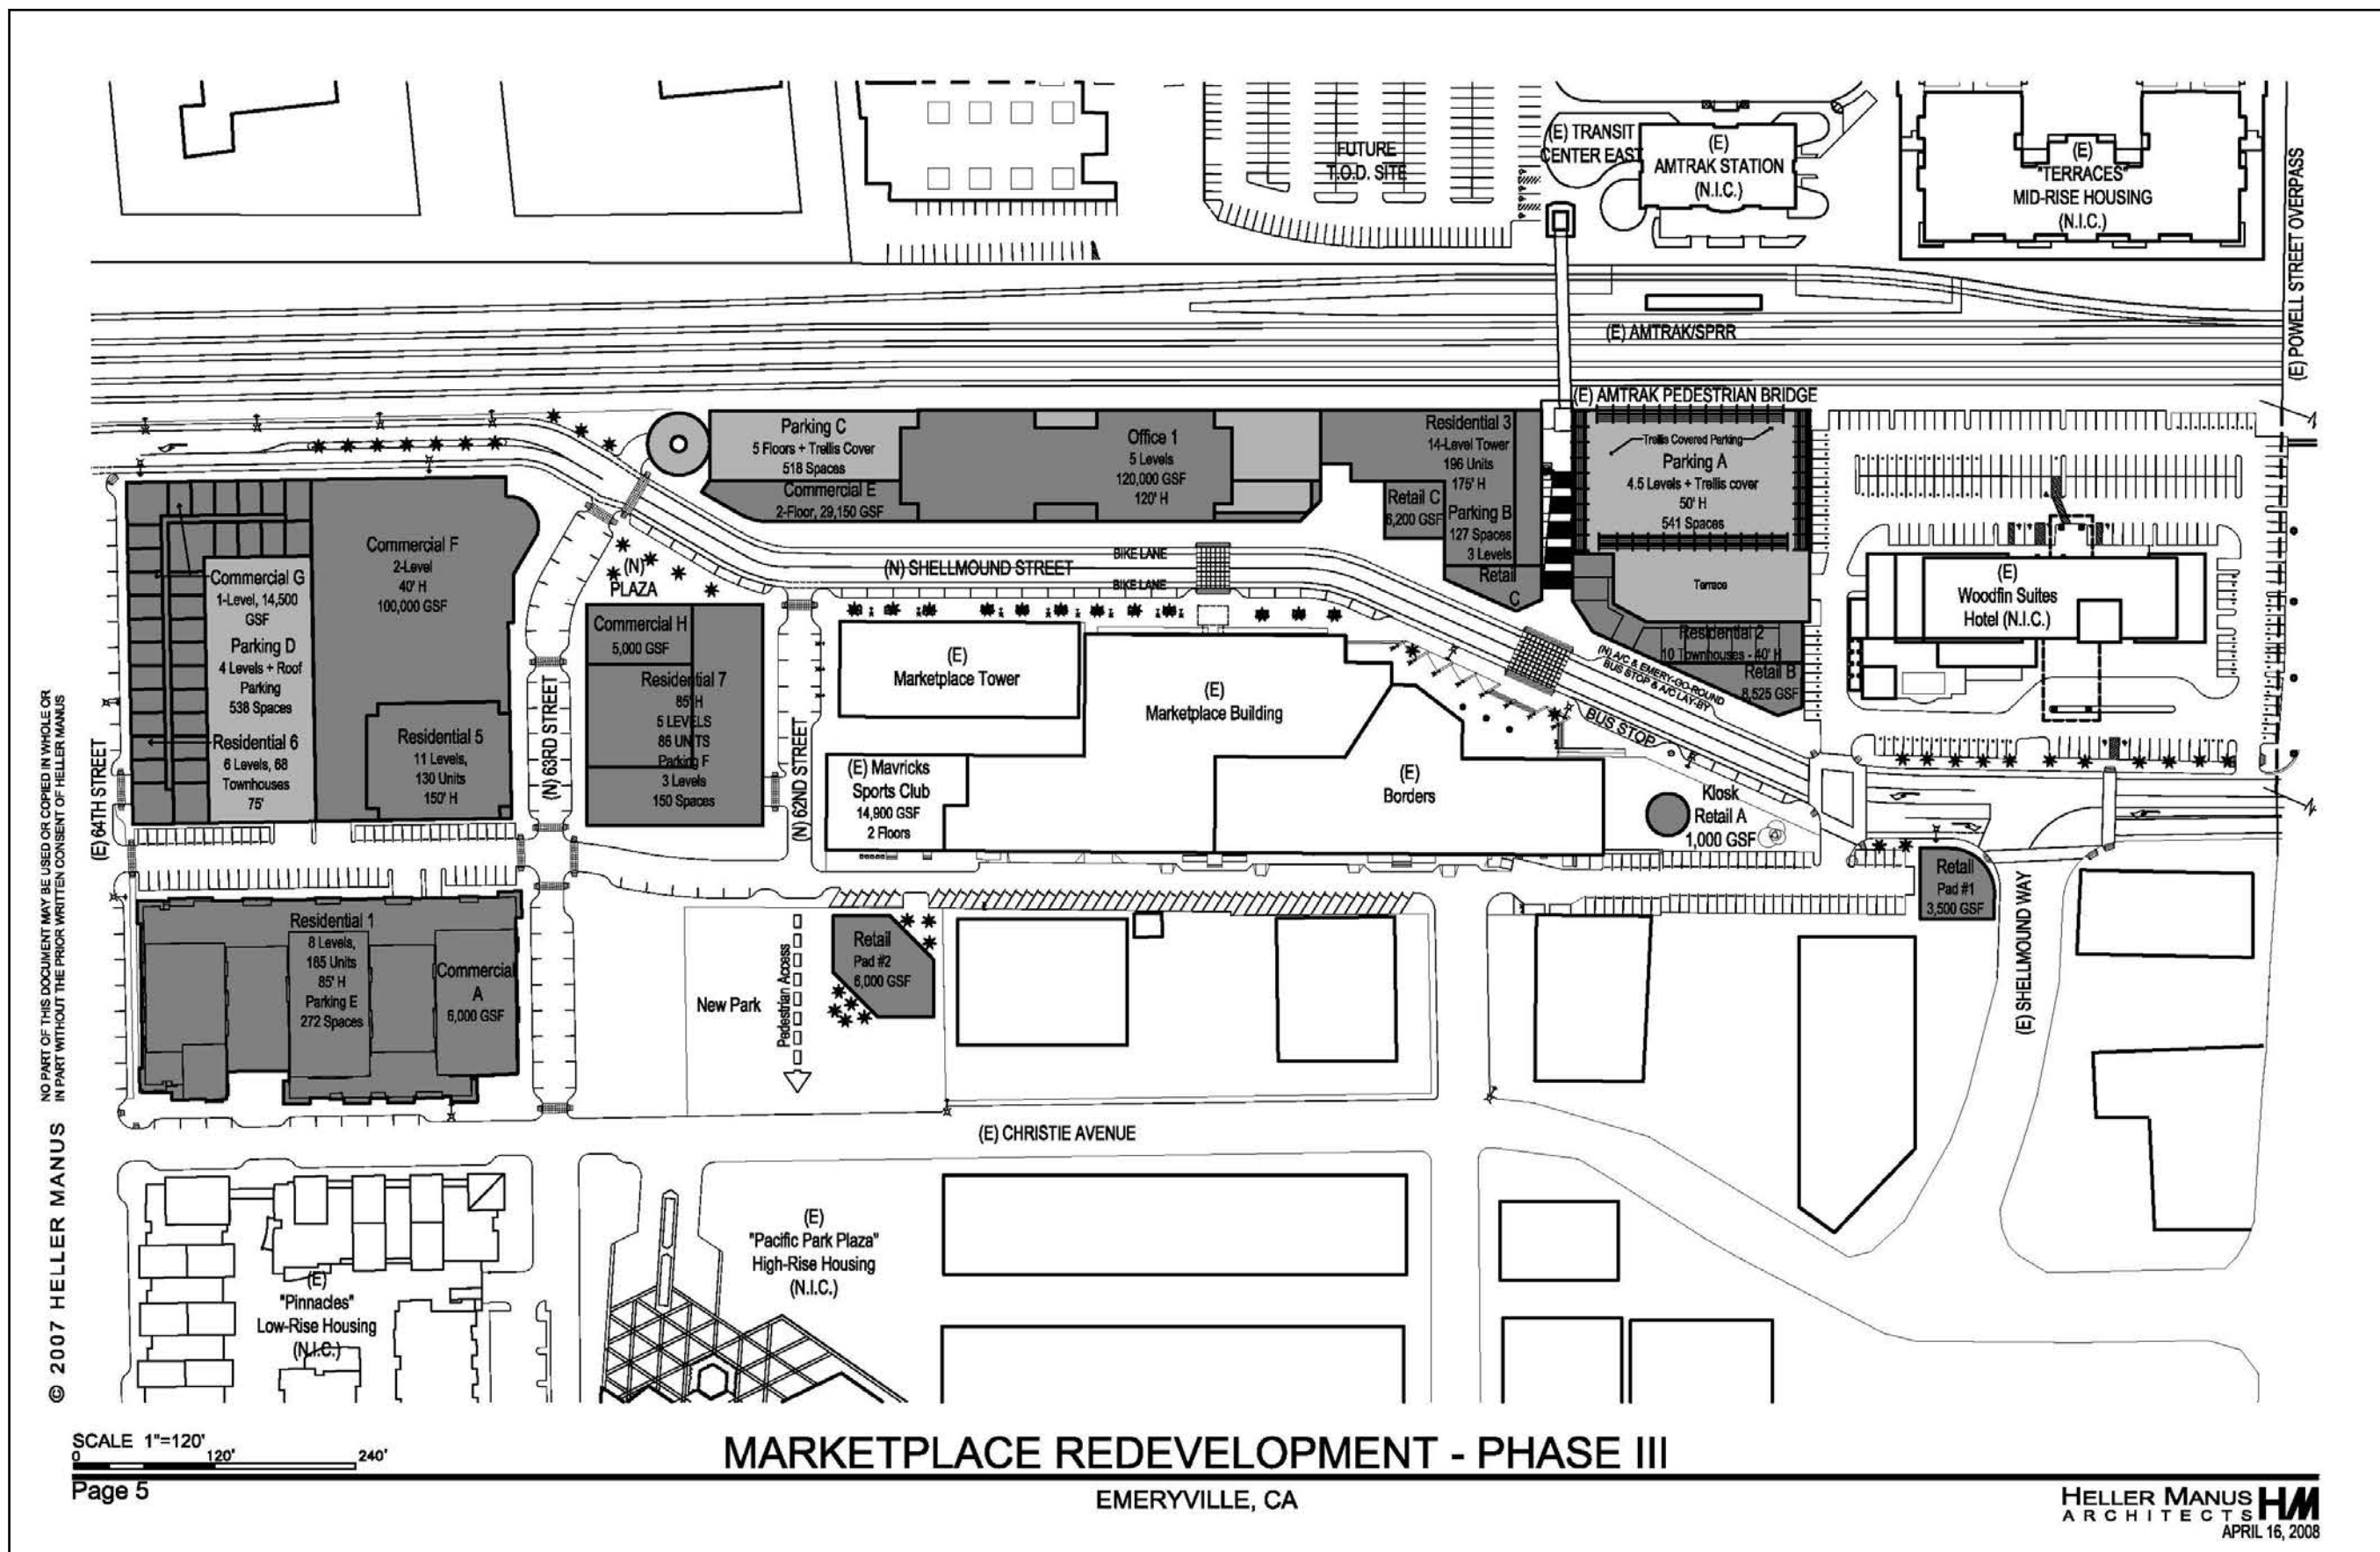 FUTURE
T.O.D. SITE
(E) TRANSIT
CENTER EAST
(E)
AMTRAK STATION
(N.I.C.)
(E)
"TERRACES"
MID-RISE HOUSING
(N.I.C.)
(E) POWELL STREET OVERPASS
(E) AMTRAK/SPRR
(E) AMTRAK PEDESTRIAN BRIDGE
Parking C
5 Floors + Trellis Cover
518 Spaces
Commercial E
2-Floor, 29,150 GSF
Office 1
5 Levels
120,000 GSF
120' H
Residential 3
14-Level Tower
196 Units
175' H
Retail C
6,200 GSF
Parking B
127 Spaces
3 Levels
Retail
C
Trellis Covered Parking
Parking A
4.5 Levels + Trellis cover
50' H
541 Spaces
Terrace
Residential 2
10 Townhouses - 40' H
Retail B
8,525 GSF
(E)
Woodfin Suites
Hotel (N.I.C.)
Commercial F
2-Level
40' H
100,000 GSF
Commercial G
1-Level, 14,500
GSF
Parking D
4 Levels + Roof
Parking
538 Spaces
Residential 6
6 Levels, 68
Townhouses
75'
Residential 5
11 Levels,
130 Units
150' H
(N)
PLAZA
(N) SHELLMOUND STREET
BIKE LANE
BIKE LANE
Commercial H
5,000 GSF
Residential 7
85' H
5 LEVELS
86 UNITS
Parking F
3 Levels
150 Spaces
(E) 64TH STREET
(N) 63RD STREET
(N) 62ND STREET
(E)
Marketplace Tower
(E)
Marketplace Building
(E) Mavricks
Sports Club
14,900 GSF
2 Floors
(E)
Borders
(N) A/C & EMERY-GO-ROUND
BUS STOP & A/C LAY-BY
BUS STOP
Kiosk
Retail A
1,000 GSF
Retail
Pad #1
3,500 GSF
(E) SHELLMOUND WAY
Residential 1
8 Levels,
185 Units
85' H
Parking E
272 Spaces
Commercial
A
6,000 GSF
New Park
Pedestrian Access
Retail
Pad #2
6,000 GSF
(E) CHRISTIE AVENUE
(E)
"Pinnacles"
Low-Rise Housing
(N.I.C.)
(E)
"Pacific Park Plaza"
High-Rise Housing
(N.I.C.)
© 2007 HELLER MANUS
NO PART OF THIS DOCUMENT MAY BE USED OR COPIED IN WHOLE OR
IN PART WITHOUT THE PRIOR WRITTEN CONSENT OF HELLER MANUS
SCALE 1"=120'
0 120' 240'
Page 5
MARKETPLACE REDEVELOPMENT - PHASE III
EMERYVILLE, CA
HELLER MANUS HM
ARCHITECTS
APRIL 16, 2008